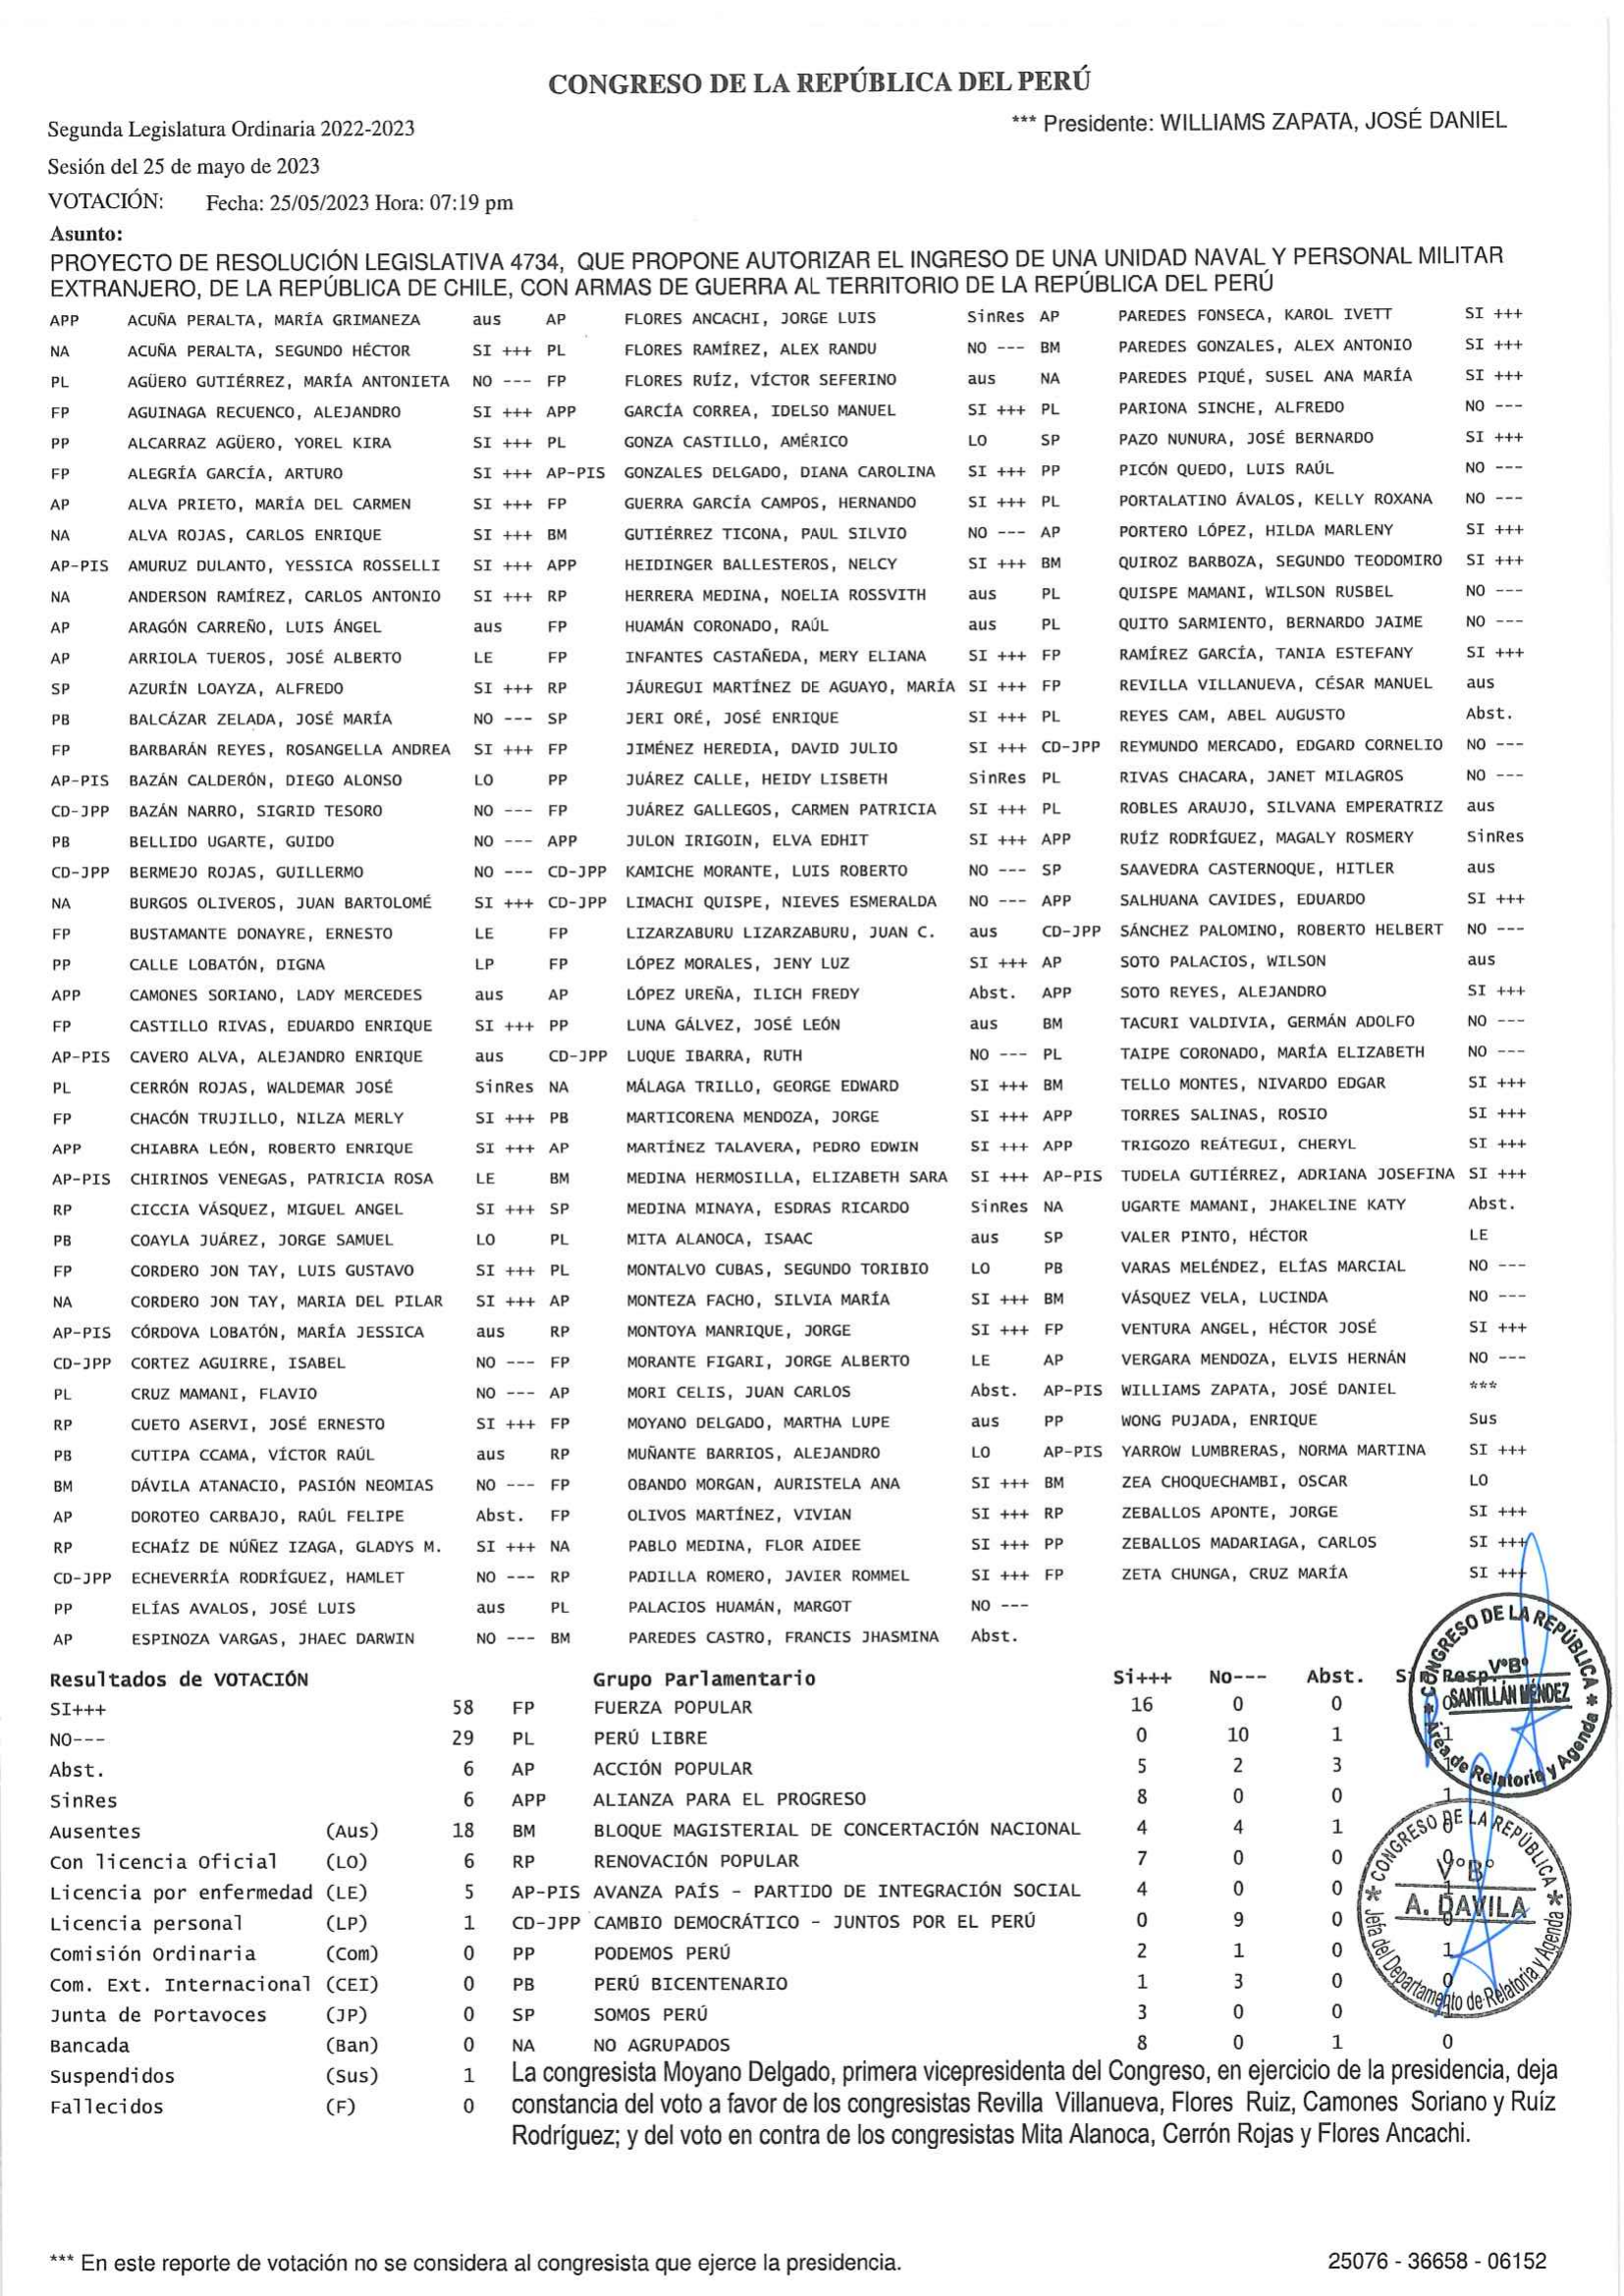 CONGRESO DE LA REPÚBLICA DEL PERÚ
Segunda Legislatura Ordinaria 2022-2023
*** Presidente: WILLIAMS ZAPATA, JOSÉ DANIEL
Sesión del 25 de mayo de 2023
VOTACIÓN: Fecha: 25/05/2023 Hora: 07:19 pm
Asunto:
PROYECTO DE RESOLUCIÓN LEGISLATIVA 4734, QUE PROPONE AUTORIZAR EL INGRESO DE UNA UNIDAD NAVAL Y PERSONAL MILITAR
EXTRANJERO, DE LA REPÚBLICA DE CHILE, CON ARMAS DE GUERRA AL TERRITORIO DE LA REPÚBLICA DEL PERÚ
APP ACUÑA PERALTA, MARÍA GRIMANEZA aus AP FLORES ANCACHI, JORGE LUIS SinRes AP PAREDES FONSECA, KAROL IVETT SI +++
NA ACUÑA PERALTA, SEGUNDO HÉCTOR SI +++ PL FLORES RAMÍREZ, ALEX RANDU NO --- BM PAREDES GONZALES, ALEX ANTONIO SI +++
PL AGÜERO GUTIÉRREZ, MARÍA ANTONIETA NO --- FP FLORES RUÍZ, VÍCTOR SEFERINO aus NA PAREDES PIQUÉ, SUSEL ANA MARÍA SI +++
FP AGUINAGA RECUENCO, ALEJANDRO SI +++ APP GARCÍA CORREA, IDELSO MANUEL SI +++ PL PARIONA SINCHE, ALFREDO NO ---
PP ALCARRAZ AGÜERO, YOREL KIRA SI +++ PL GONZA CASTILLO, AMÉRICO LO SP PAZO NUNURA, JOSÉ BERNARDO SI +++
FP ALEGRÍA GARCÍA, ARTURO SI +++ AP-PIS GONZALES DELGADO, DIANA CAROLINA SI +++ PP PICÓN QUEDO, LUIS RAÚL NO ---
AP ALVA PRIETO, MARÍA DEL CARMEN SI +++ FP GUERRA GARCÍA CAMPOS, HERNANDO SI +++ PL PORTALATINO ÁVALOS, KELLY ROXANA NO ---
NA ALVA ROJAS, CARLOS ENRIQUE SI +++ BM GUTIÉRREZ TICONA, PAUL SILVIO NO --- AP PORTERO LÓPEZ, HILDA MARLENY SI +++
AP-PIS AMURUZ DULANTO, YESSICA ROSSELLI SI +++ APP HEIDINGER BALLESTEROS, NELCY SI +++ BM QUIROZ BARBOZA, SEGUNDO TEODOMIRO SI +++
NA ANDERSON RAMÍREZ, CARLOS ANTONIO SI +++ RP HERRERA MEDINA, NOELIA ROSSVITH aus PL QUISPE MAMANI, WILSON RUSBEL NO ---
AP ARAGÓN CARREÑO, LUIS ÁNGEL aus FP HUAMÁN CORONADO, RAÚL aus PL QUITO SARMIENTO, BERNARDO JAIME NO ---
AP ARRIOLA TUEROS, JOSÉ ALBERTO LE FP INFANTES CASTAÑEDA, MERY ELIANA SI +++ FP RAMÍREZ GARCÍA, TANIA ESTEFANY SI +++
SP AZURÍN LOAYZA, ALFREDO SI +++ RP JÁUREGUI MARTÍNEZ DE AGUAYO, MARÍA SI +++ FP REVILLA VILLANUEVA, CÉSAR MANUEL aus
PB BALCÁZAR ZELADA, JOSÉ MARÍA NO --- SP JERI ORÉ, JOSÉ ENRIQUE SI +++ PL REYES CAM, ABEL AUGUSTO Abst.
FP BARBARÁN REYES, ROSANGELLA ANDREA SI +++ FP JIMÉNEZ HEREDIA, DAVID JULIO SI +++ CD-JPP REYMUNDO MERCADO, EDGARD CORNELIO NO ---
AP-PIS BAZÁN CALDERÓN, DIEGO ALONSO LO PP JUÁREZ CALLE, HEIDY LISBETH SinRes PL RIVAS CHACARA, JANET MILAGROS NO ---
CD-JPP BAZÁN NARRO, SIGRID TESORO NO --- FP JUÁREZ GALLEGOS, CARMEN PATRICIA SI +++ PL ROBLES ARAUJO, SILVANA EMPERATRIZ aus
PB BELLIDO UGARTE, GUIDO NO --- APP JULON IRIGOIN, ELVA EDHIT SI +++ APP RUÍZ RODRÍGUEZ, MAGALY ROSMERY SinRes
CD-JPP BERMEJO ROJAS, GUILLERMO NO --- CD-JPP KAMICHE MORANTE, LUIS ROBERTO NO --- SP SAAVEDRA CASTERNOQUE, HITLER aus
NA BURGOS OLIVEROS, JUAN BARTOLOMÉ SI +++ CD-JPP LIMACHI QUISPE, NIEVES ESMERALDA NO --- APP SALHUANA CAVIDES, EDUARDO SI +++
FP BUSTAMANTE DONAYRE, ERNESTO LE FP LIZARZABURU LIZARZABURU, JUAN C. aus CD-JPP SÁNCHEZ PALOMINO, ROBERTO HELBERT NO ---
PP CALLE LOBATÓN, DIGNA LP FP LÓPEZ MORALES, JENY LUZ SI +++ AP SOTO PALACIOS, WILSON aus
APP CAMONES SORIANO, LADY MERCEDES aus AP LÓPEZ UREÑA, ILICH FREDY Abst. APP SOTO REYES, ALEJANDRO SI +++
FP CASTILLO RIVAS, EDUARDO ENRIQUE SI +++ PP LUNA GÁLVEZ, JOSÉ LEÓN aus BM TACURI VALDIVIA, GERMÁN ADOLFO NO ---
AP-PIS CAVERO ALVA, ALEJANDRO ENRIQUE aus CD-JPP LUQUE IBARRA, RUTH NO --- PL TAIPE CORONADO, MARÍA ELIZABETH NO ---
PL CERRÓN ROJAS, WALDEMAR JOSÉ SinRes NA MÁLAGA TRILLO, GEORGE EDWARD SI +++ BM TELLO MONTES, NIVARDO EDGAR SI +++
FP CHACÓN TRUJILLO, NILZA MERLY SI +++ PB MARTICORENA MENDOZA, JORGE SI +++ APP TORRES SALINAS, ROSIO SI +++
APP CHIABRA LEÓN, ROBERTO ENRIQUE SI +++ AP MARTÍNEZ TALAVERA, PEDRO EDWIN SI +++ APP TRIGOZO REÁTEGUI, CHERYL SI +++
AP-PIS CHIRINOS VENEGAS, PATRICIA ROSA LE BM MEDINA HERMOSILLA, ELIZABETH SARA SI +++ AP-PIS TUDELA GUTIÉRREZ, ADRIANA JOSEFINA SI +++
RP CICCIA VÁSQUEZ, MIGUEL ANGEL SI +++ SP MEDINA MINAYA, ESDRAS RICARDO SinRes NA UGARTE MAMANI, JHAKELINE KATY Abst.
PB COAYLA JUÁREZ, JORGE SAMUEL LO PL MITA ALANOCA, ISAAC aus SP VALER PINTO, HÉCTOR LE
FP CORDERO JON TAY, LUIS GUSTAVO SI +++ PL MONTALVO CUBAS, SEGUNDO TORIBIO LO PB VARAS MELÉNDEZ, ELÍAS MARCIAL NO ---
NA CORDERO JON TAY, MARIA DEL PILAR SI +++ AP MONTEZA FACHO, SILVIA MARÍA SI +++ BM VÁSQUEZ VELA, LUCINDA NO ---
AP-PIS CÓRDOVA LOBATÓN, MARÍA JESSICA aus RP MONTOYA MANRIQUE, JORGE SI +++ FP VENTURA ANGEL, HÉCTOR JOSÉ SI +++
CD-JPP CORTEZ AGUIRRE, ISABEL NO --- FP MORANTE FIGARI, JORGE ALBERTO LE AP VERGARA MENDOZA, ELVIS HERNÁN NO ---
PL CRUZ MAMANI, FLAVIO NO --- AP MORI CELIS, JUAN CARLOS Abst. AP-PIS WILLIAMS ZAPATA, JOSÉ DANIEL ***
RP CUETO ASERVI, JOSÉ ERNESTO SI +++ FP MOYANO DELGADO, MARTHA LUPE aus PP WONG PUJADA, ENRIQUE Sus
PB CUTIPA CCAMA, VÍCTOR RAÚL aus RP MUÑANTE BARRIOS, ALEJANDRO LO AP-PIS YARROW LUMBRERAS, NORMA MARTINA SI +++
BM DÁVILA ATANACIO, PASIÓN NEOMIAS NO --- FP OBANDO MORGAN, AURISTELA ANA SI +++ BM ZEA CHOQUECHAMBI, OSCAR LO
AP DOROTEO CARBAJO, RAÚL FELIPE Abst. FP OLIVOS MARTÍNEZ, VIVIAN SI +++ RP ZEBALLOS APONTE, JORGE SI +++
RP ECHAÍZ DE NÚÑEZ IZAGA, GLADYS M. SI +++ NA PABLO MEDINA, FLOR AIDEE SI +++ PP ZEBALLOS MADARIAGA, CARLOS SI +++
CD-JPP ECHEVERRÍA RODRÍGUEZ, HAMLET NO --- RP PADILLA ROMERO, JAVIER ROMMEL SI +++ FP ZETA CHUNGA, CRUZ MARÍA SI +++
PP ELÍAS AVALOS, JOSÉ LUIS aus PL PALACIOS HUAMÁN, MARGOT NO ---
AP ESPINOZA VARGAS, JHAEC DARWIN NO --- BM PAREDES CASTRO, FRANCIS JHASMINA Abst.
Resultados de VOTACIÓN Grupo Parlamentario Si+++ No--- Abst. Sin Resp.
SI+++ 58 FP FUERZA POPULAR 16 0 0 0
NO--- 29 PL PERÚ LIBRE 0 10 1 1
Abst. 6 AP ACCIÓN POPULAR 5 2 3 1
SinRes 6 APP ALIANZA PARA EL PROGRESO 8 0 0 1
Ausentes (Aus) 18 BM BLOQUE MAGISTERIAL DE CONCERTACIÓN NACIONAL 4 4 1 0
Con licencia Oficial (LO) 6 RP RENOVACIÓN POPULAR 7 0 0 0
Licencia por enfermedad (LE) 5 AP-PIS AVANZA PAÍS - PARTIDO DE INTEGRACIÓN SOCIAL 4 0 0
Licencia personal (LP) 1 CD-JPP CAMBIO DEMOCRÁTICO - JUNTOS POR EL PERÚ 0 9 0 0
Comisión Ordinaria (Com) 0 PP PODEMOS PERÚ 2 1 0 1
Com. Ext. Internacional (CEI) 0 PB PERÚ BICENTENARIO 1 3 0 0
Junta de Portavoces (JP) 0 SP SOMOS PERÚ 3 0 0 1
Bancada (Ban) 0 NA NO AGRUPADOS 8 0 1 0
Suspendidos (Sus) 1
Fallecidos (F) 0
La congresista Moyano Delgado, primera vicepresidenta del Congreso, en ejercicio de la presidencia, deja
constancia del voto a favor de los congresistas Revilla Villanueva, Flores Ruiz, Camones Soriano y Ruíz
Rodríguez; y del voto en contra de los congresistas Mita Alanoca, Cerrón Rojas y Flores Ancachi.
* CONGRESO DE LA REPÚBLICA *
V°B°
SANTILLÁN MÉNDEZ
Área de Relatoria y Agenda
* CONGRESO DE LA REPÚBLICA *
V°B°
A. DAVILA
Jefa del Departamento de Relatoría y Agenda
*** En este reporte de votación no se considera al congresista que ejerce la presidencia.
25076 - 36658 - 06152